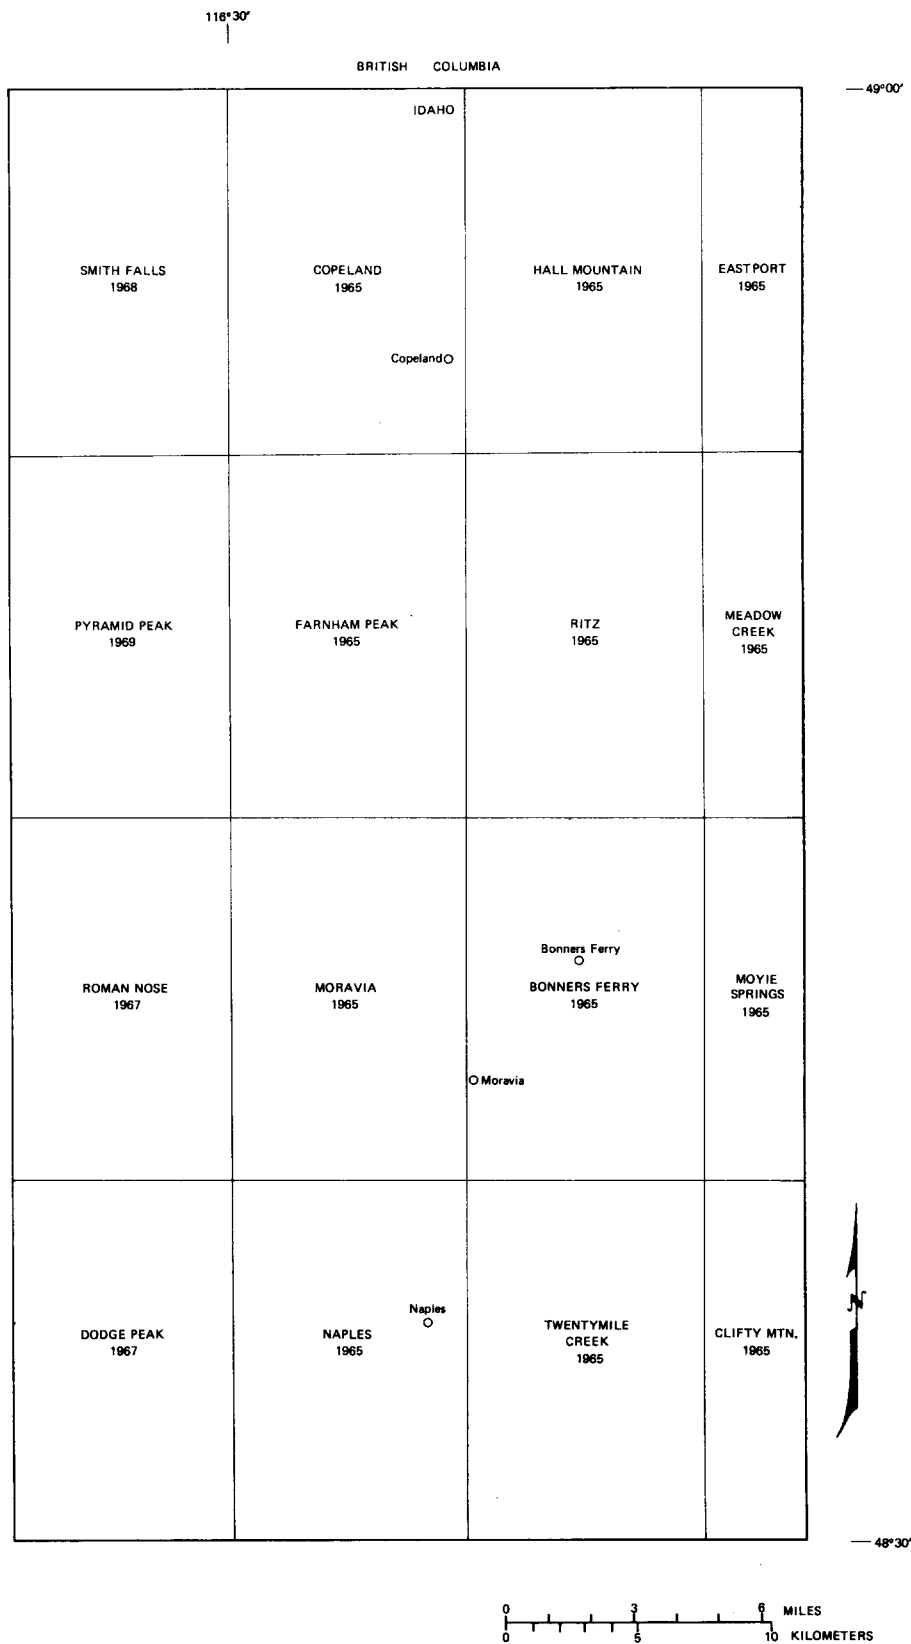 116°30′
BRITISH COLUMBIA
49°00′
IDAHO
SMITH FALLS
1968
COPELAND
1965
HALL MOUNTAIN
1965
EASTPORT
1965
Copeland
PYRAMID PEAK
1969
FARNHAM PEAK
1965
RITZ
1965
MEADOW
CREEK
1965
Bonners Ferry
ROMAN NOSE
1967
MORAVIA
1965
BONNERS FERRY
1965
MOYIE
SPRINGS
1965
Moravia
N
Naples
DODGE PEAK
1967
NAPLES
1965
TWENTYMILE
CREEK
1965
CLIFTY MTN.
1965
48°30′
0 3 6 MILES
0 5 10 KILOMETERS